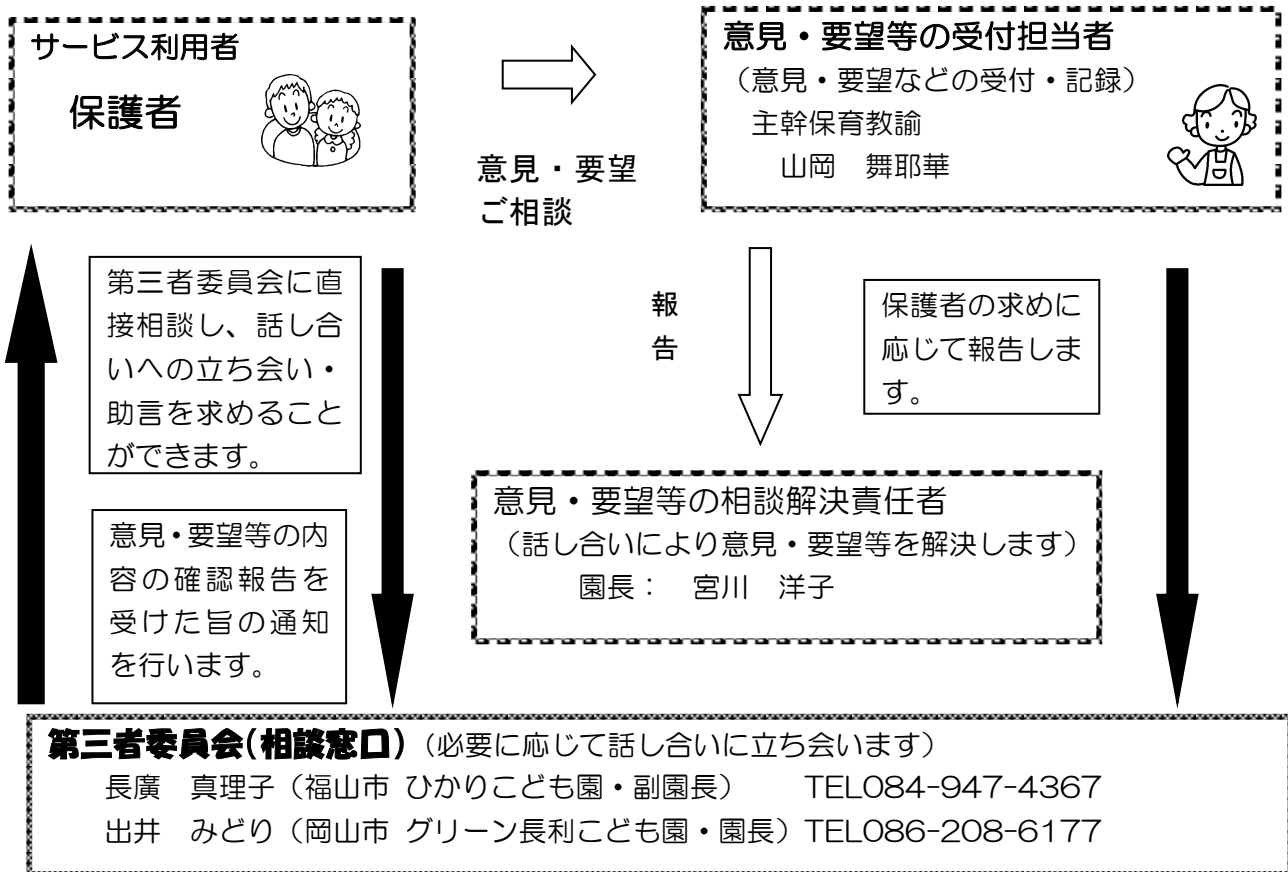 サービス利用者
保護者
意見・要望
ご相談
意見・要望等の受付担当者
（意見・要望などの受付・記録）
主幹保育教諭
山岡　舞耶華
第三者委員会に直
接相談し、話し合
いへの立ち会い・
助言を求めること
ができます。
意見・要望等の内
容の確認報告を
受けた旨の通知
を行います。
報
告
保護者の求めに
応じて報告しま
す。
意見・要望等の相談解決責任者
（話し合いにより意見・要望等を解決します）
園長：　宮川　洋子
第三者委員会（相談窓口）（必要に応じて話し合いに立ち会います）
長廣　真理子（福山市 ひかりこども園・副園長）　　TEL084-947-4367
出井　みどり（岡山市 グリーン長利こども園・園長）TEL086-208-6177